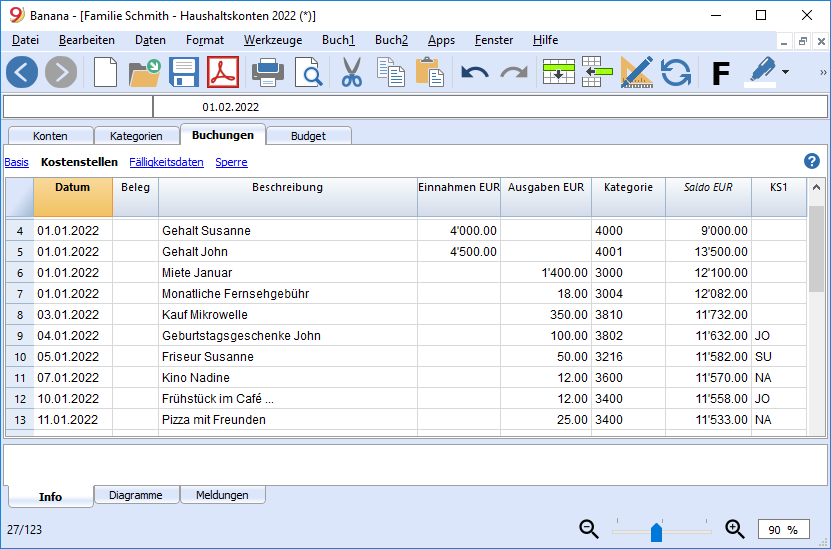 9 Banana - [Familie Schmith - Haushaltskonten 2022 (*)]
Datei Bearbeiten Daten Format Werkzeuge Buch1 Buch2 Apps Fenster Hilfe
F »
01.02.2022
Konten Kategorien Buchungen Budget
Basis Kostenstellen Fälligkeitsdaten Sperre ?
Datum Beleg Beschreibung Einnahmen EUR Ausgaben EUR Kategorie Saldo EUR KS1
4 01.01.2022 Gehalt Susanne 4'000.00 4000 9'000.00
5 01.01.2022 Gehalt John 4'500.00 4001 13'500.00
6 01.01.2022 Miete Januar 1'400.00 3000 12'100.00
7 01.01.2022 Monatliche Fernsehgebühr 18.00 3004 12'082.00
8 03.01.2022 Kauf Mikrowelle 350.00 3810 11'732.00
9 04.01.2022 Geburtstagsgeschenke John 100.00 3802 11'632.00 JO
10 05.01.2022 Friseur Susanne 50.00 3216 11'582.00 SU
11 07.01.2022 Kino Nadine 12.00 3600 11'570.00 NA
12 10.01.2022 Frühstück im Café ... 12.00 3400 11'558.00 JO
13 11.01.2022 Pizza mit Freunden 25.00 3400 11'533.00 NA
Info Diagramme Meldungen
27/123 90 %